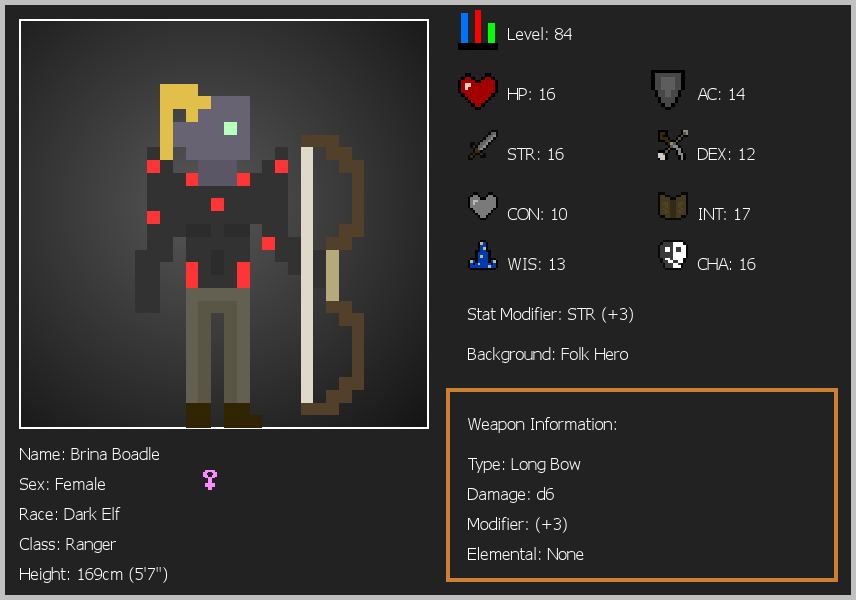 Level: 84
HP: 16
AC: 14
STR: 16
DEX: 12
CON: 10
INT: 17
WIS: 13
CHA: 16
Stat Modifier: STR (+3)
Background: Folk Hero
Weapon Information:
Type: Long Bow
Damage: d6
Modifier: (+3)
Elemental: None
Name: Brina Boadle
Sex: Female
Race: Dark Elf
Class: Ranger
Height: 169cm (5'7")